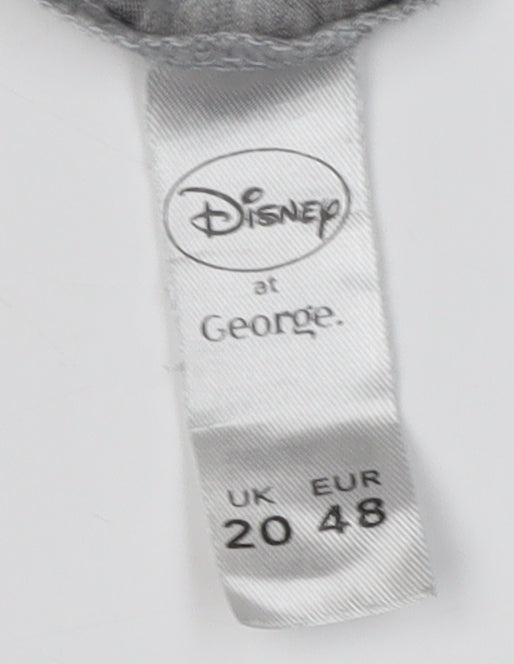 Disney
at
George.
UK EUR
20 48